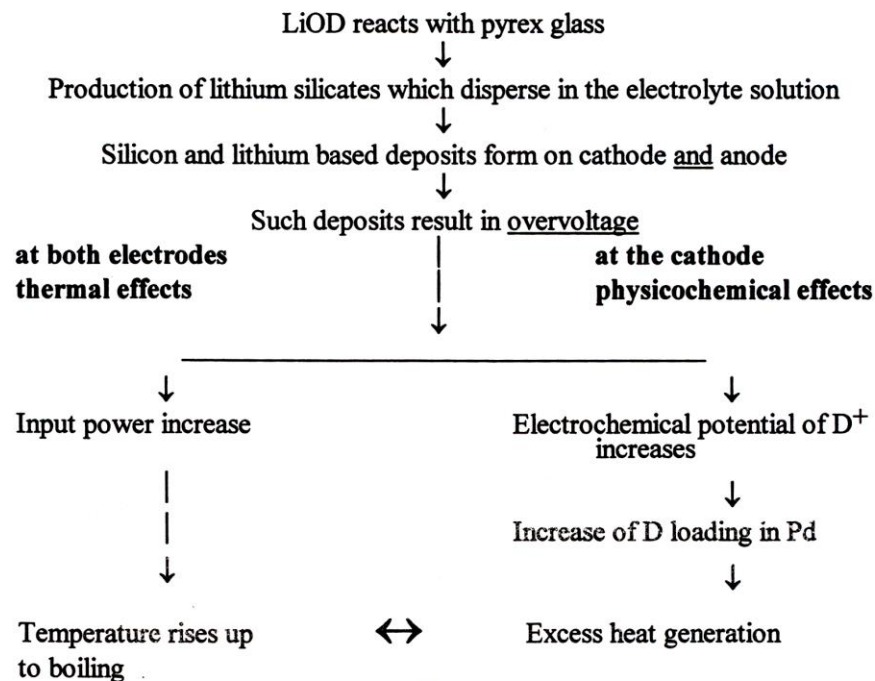 LiOD reacts with pyrex glass
↓
Production of lithium silicates which disperse in the electrolyte solution
↓
Silicon and lithium based deposits form on cathode and anode
↓
Such deposits result in overvoltage
at both electrodes
thermal effects
at the cathode
physicochemical effects
↓
↓ ↓
Input power increase
Electrochemical potential of D+
increases
↓
Increase of D loading in Pd
↓ ↓
Temperature rises up
to boiling
↔
Excess heat generation